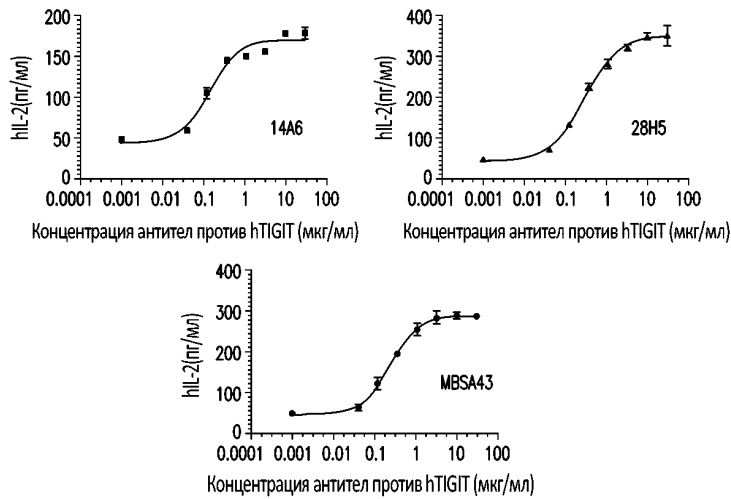 hIL-2(пг/мл)
200
150
100
50
0
14A6
0.0001 0.001 0.01 0.1 1 10 100
Концентрация антител против hTIGIT (мкг/мл)
hIL-2(пг/мл)
400
300
200
100
0
28H5
0.0001 0.001 0.01 0.1 1 10 100
Концентрация антител против hTIGIT (мкг/мл)
hIL-2(пг/мл)
400
300
200
100
0
MBSA43
0.0001 0.001 0.01 0.1 1 10 100
Концентрация антител против hTIGIT (мкг/мл)